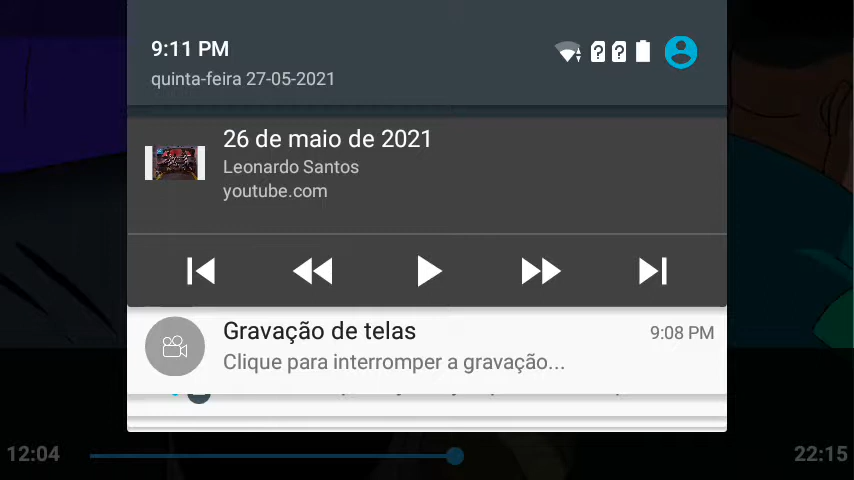 9:11 PM
quinta-feira 27-05-2021
26 de maio de 2021
Leonardo Santos
youtube.com
Gravação de telas
9:08 PM
Clique para interromper a gravação...
12:04
22:15